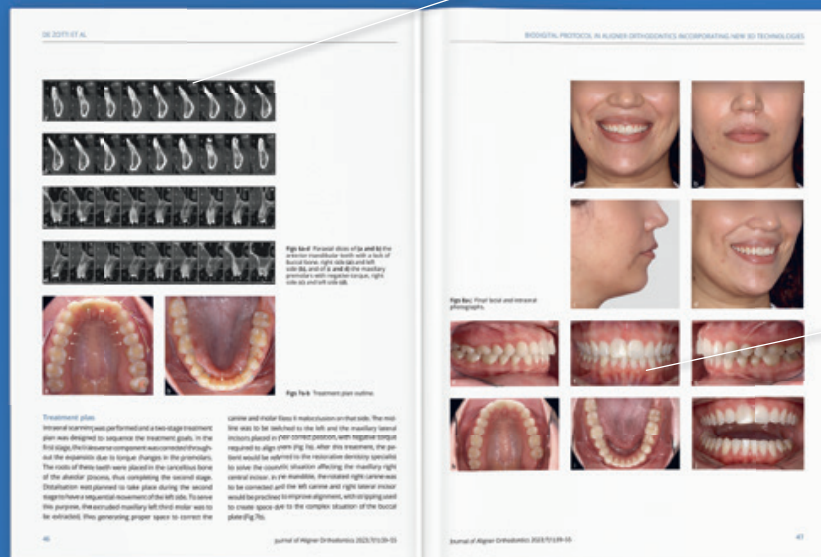 DE ZOTTI ET AL
Figs 6a-d Paraxial slices of (a and b) the
anterior mandibular teeth with a lack of
buccal bone, right side (a) and left
side (b), and of (c and d) the maxillary
premolars with negative torque, right
side (c) and left side (d).
Figs 7a-b Treatment plan outline.
Treatment plan
Intraoral scanning was performed and a two-stage treatment
plan was designed to sequence the treatment goals. In the
first stage, the transverse component was corrected through-
out the expansion due to torque changes in the premolars.
The roots of these teeth were placed in the cancellous bone
of the alveolar process, thus completing the second stage.
Distalisation was planned to take place during the second
stage to have a sequential movement of the left side. To serve
this purpose, the extruded maxillary left third molar was to
be extracted, thus generating proper space to correct the
canine and molar Class II malocclusion on that side. The mid-
line was to be switched to the left and the maxillary lateral
incisors placed in their correct position, with negative torque
required to align them (Fig 7a). After this treatment, the pa-
tient would be referred to the restorative dentistry specialist
to solve the cosmetic situation affecting the maxillary right
central incisor. In the mandible, the rotated right canine was
to be corrected and the left canine and right lateral incisor
would be proclined to improve alignment, with stripping used
to create space due to the complex situation of the buccal
plate (Fig 7b).
46
Journal of Aligner Orthodontics 2023;7(1):39–55
BIODIGITAL PROTOCOL IN ALIGNER ORTHODONTICS INCORPORATING NEW 3D TECHNOLOGIES
Final facial and intraoral
photographs.
Journal of Aligner Orthodontics 2023;7(1):39–55
47